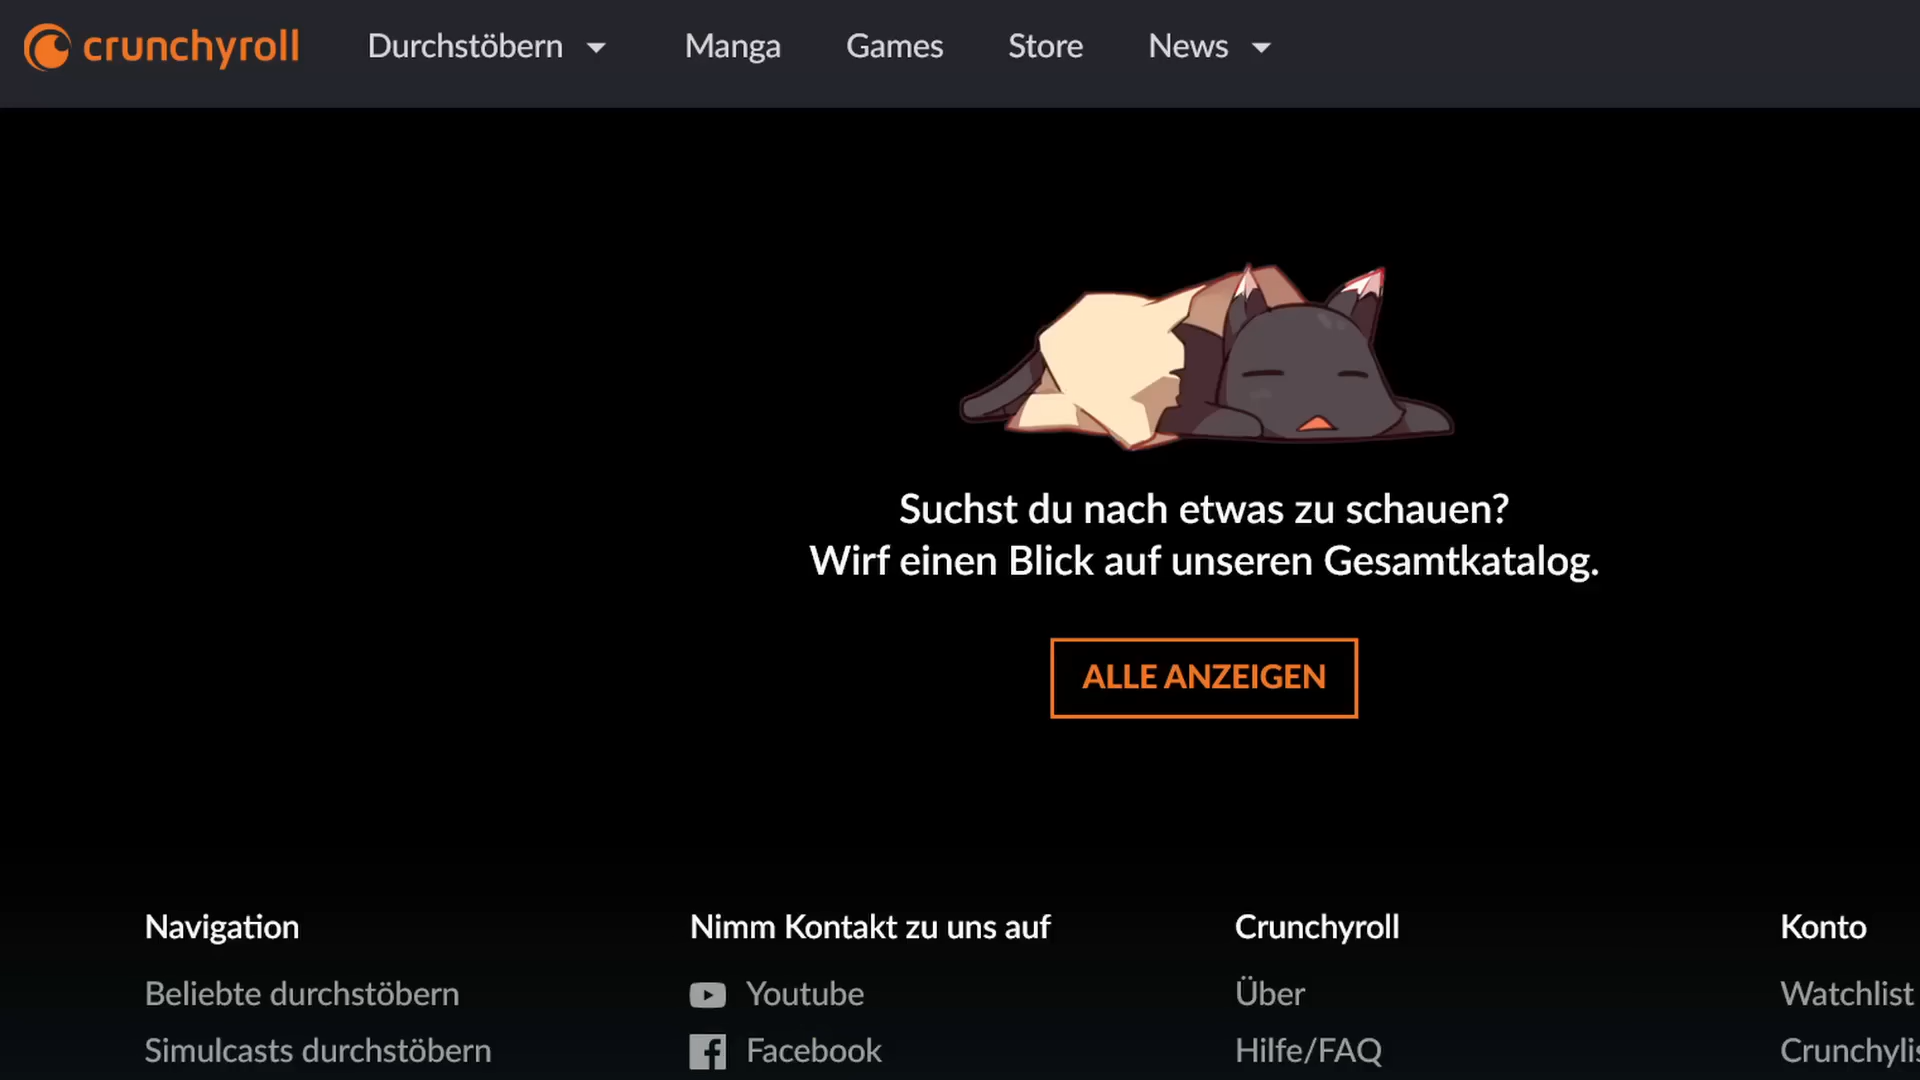 crunchyroll Durchstöbern Manga Games Store News
Suchst du nach etwas zu schauen?
Wirf einen Blick auf unseren Gesamtkatalog.
ALLE ANZEIGEN
Navigation
Beliebte durchstöbern
Simulcasts durchstöbern
Nimm Kontakt zu uns auf
Youtube
Facebook
Crunchyroll
Über
Hilfe/FAQ
Konto
Watchlist